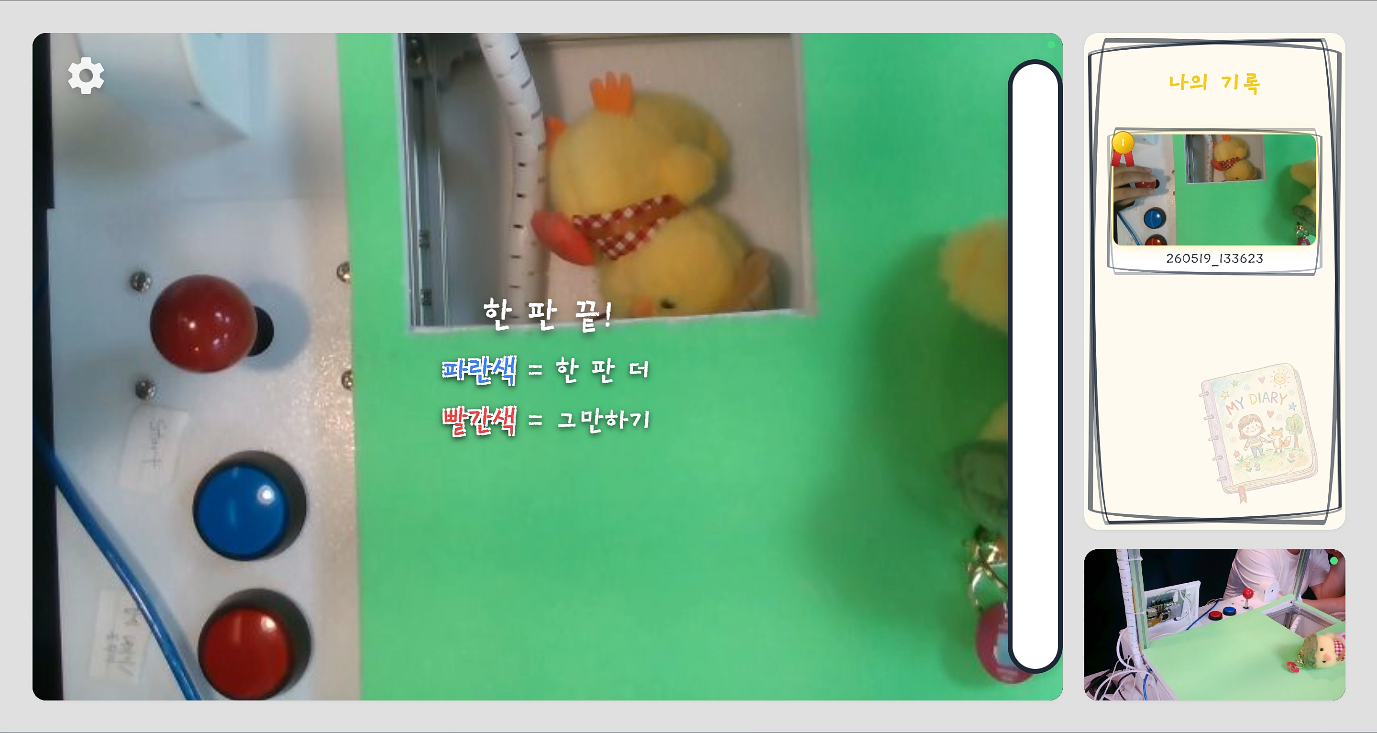 한 판 끝!
파란색 = 한 판 더
빨간색 = 그만하기
Start
나의 기록
1
260519_133623
MY DIARY